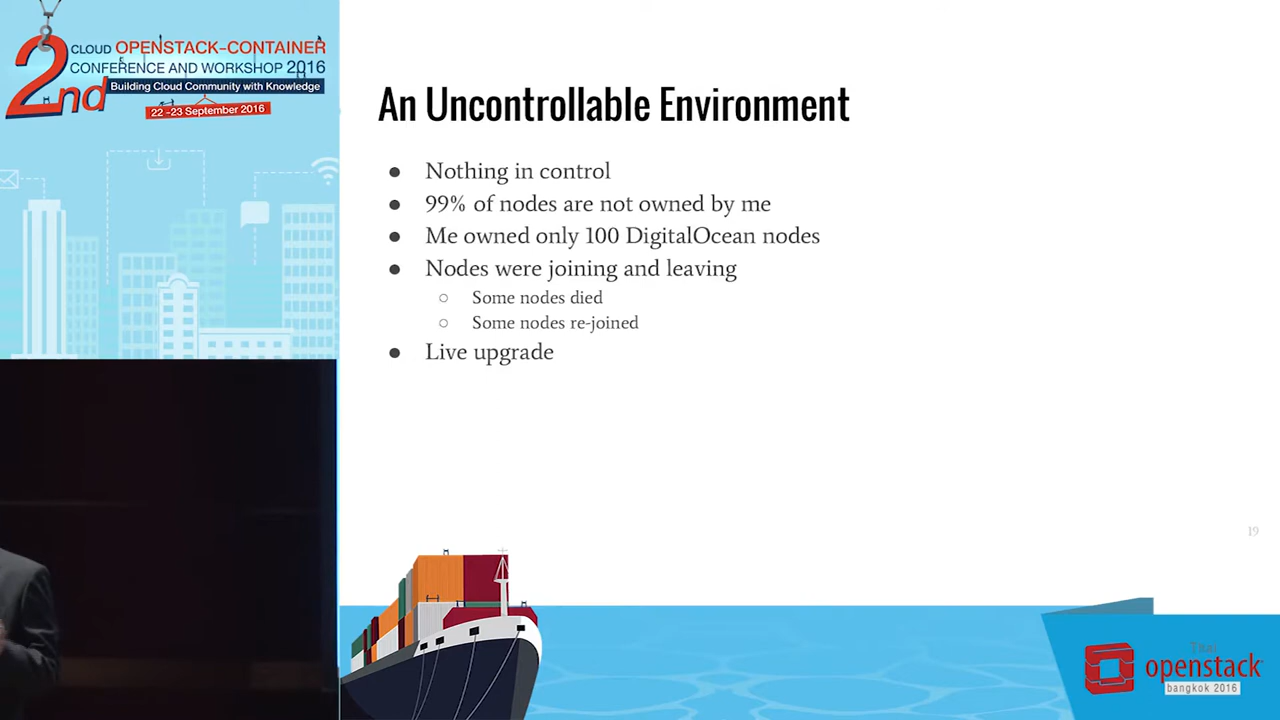 2nd
CLOUD OPENSTACK-CONTAINER
CONFERENCE AND WORKSHOP 2016
Building Cloud Community with Knowledge
22 -23 September 2016
An Uncontrollable Environment
● Nothing in control
● 99% of nodes are not owned by me
● Me owned only 100 DigitalOcean nodes
● Nodes were joining and leaving
○ Some nodes died
○ Some nodes re-joined
● Live upgrade
19
Thai
openstack
bangkok 2016